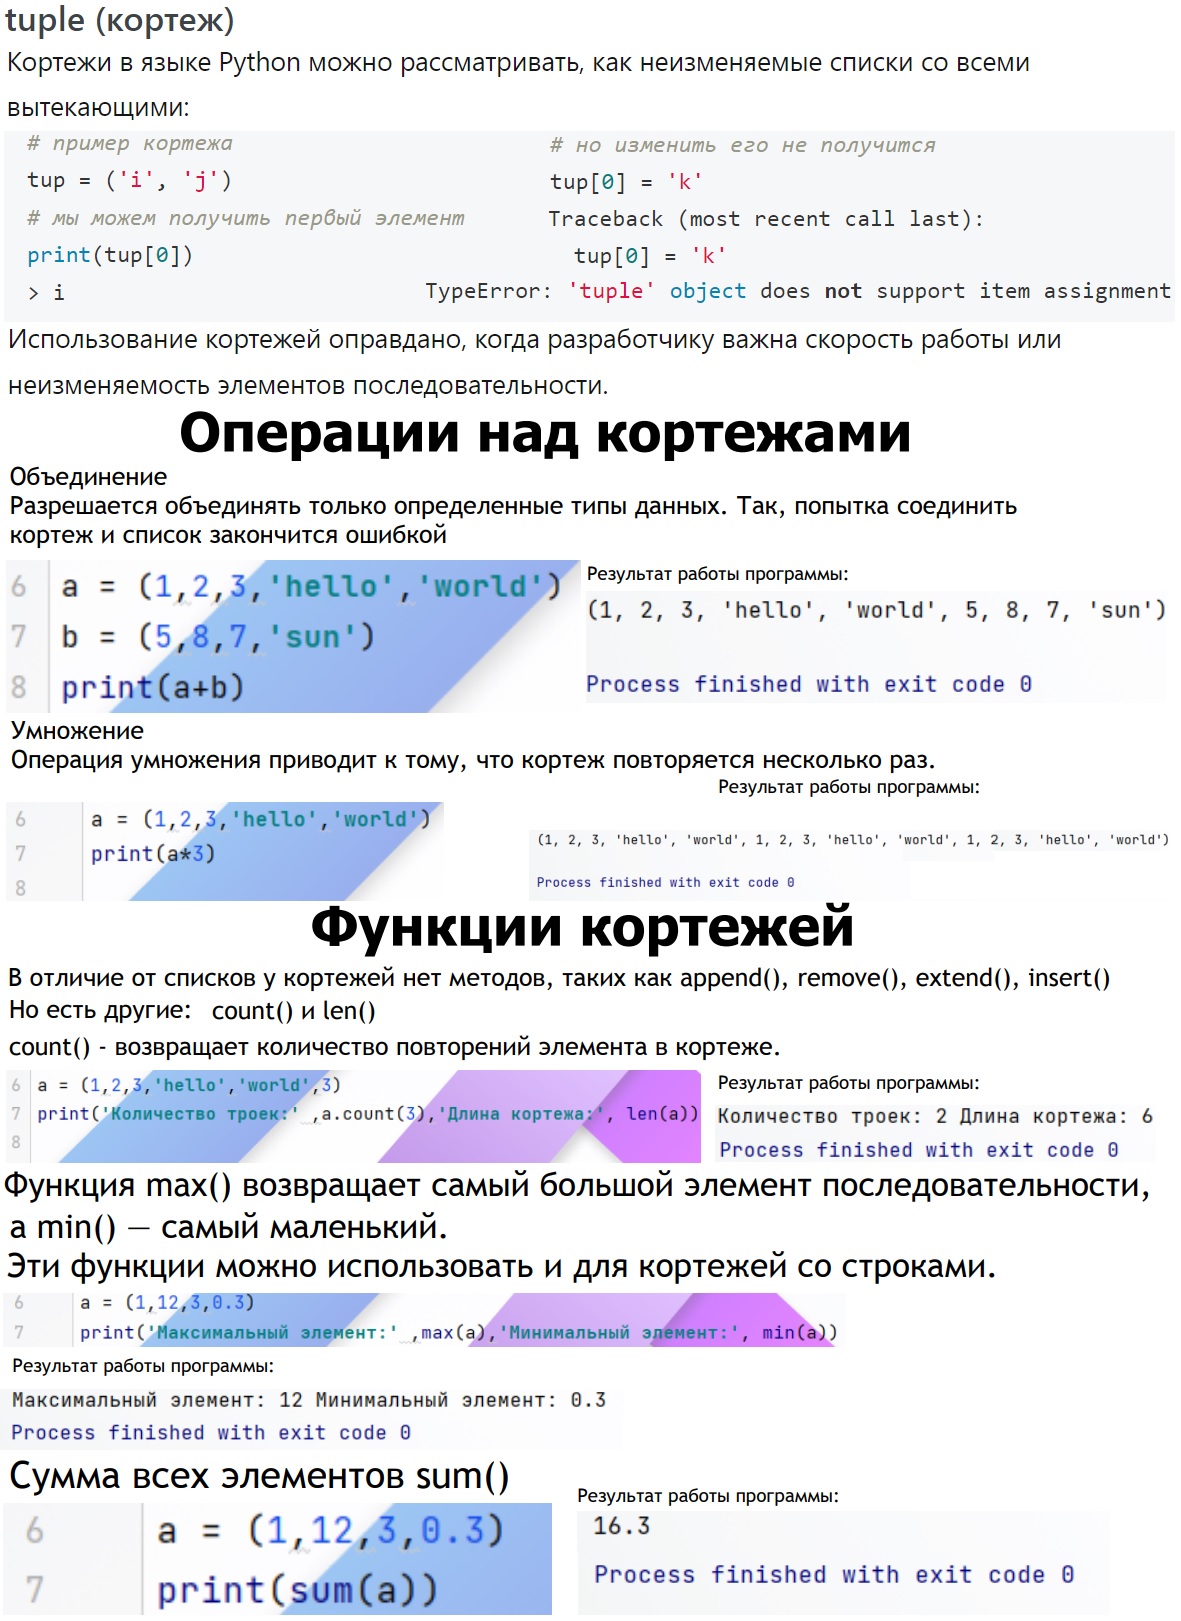 tuple (кортеж)
Кортежи в языке Python можно рассматривать, как неизменяемые списки со всеми
вытекающими:
# пример кортежа
tup = ('i', 'j')
# мы можем получить первый элемент
print(tup[0])
> i
# но изменить его не получится
tup[0] = 'k'
Traceback (most recent call last):
tup[0] = 'k'
TypeError: 'tuple' object does not support item assignment
Использование кортежей оправдано, когда разработчику важна скорость работы или
неизменяемость элементов последовательности.
Операции над кортежами
Объединение
Разрешается объединять только определенные типы данных. Так, попытка соединить
кортеж и список закончится ошибкой
6 a = (1,2,3,'hello','world')
7 b = (5,8,7,'sun')
8 print(a+b)
Результат работы программы:
(1, 2, 3, 'hello', 'world', 5, 8, 7, 'sun')
Process finished with exit code 0
Умножение
Операция умножения приводит к тому, что кортеж повторяется несколько раз.
6 a = (1,2,3,'hello','world')
7 print(a*3)
8
Результат работы программы:
(1, 2, 3, 'hello', 'world', 1, 2, 3, 'hello', 'world', 1, 2, 3, 'hello', 'world')
Process finished with exit code 0
Функции кортежей
В отличие от списков у кортежей нет методов, таких как append(), remove(), extend(), insert()
Но есть другие: count() и len()
count() - возвращает количество повторений элемента в кортеже.
6 a = (1,2,3,'hello','world',3)
7 print('Количество троек:' ,a.count(3),'Длина кортежа:', len(a))
8
Результат работы программы:
Количество троек: 2 Длина кортежа: 6
Process finished with exit code 0
Функция max() возвращает самый большой элемент последовательности,
а min() — самый маленький.
Эти функции можно использовать и для кортежей со строками.
6 a = (1,12,3,0.3)
7 print('Максимальный элемент:' ,max(a),'Минимальный элемент:', min(a))
Результат работы программы:
Максимальный элемент: 12 Минимальный элемент: 0.3
Process finished with exit code 0
Сумма всех элементов sum()
6 a = (1,12,3,0.3)
7 print(sum(a))
Результат работы программы:
16.3
Process finished with exit code 0